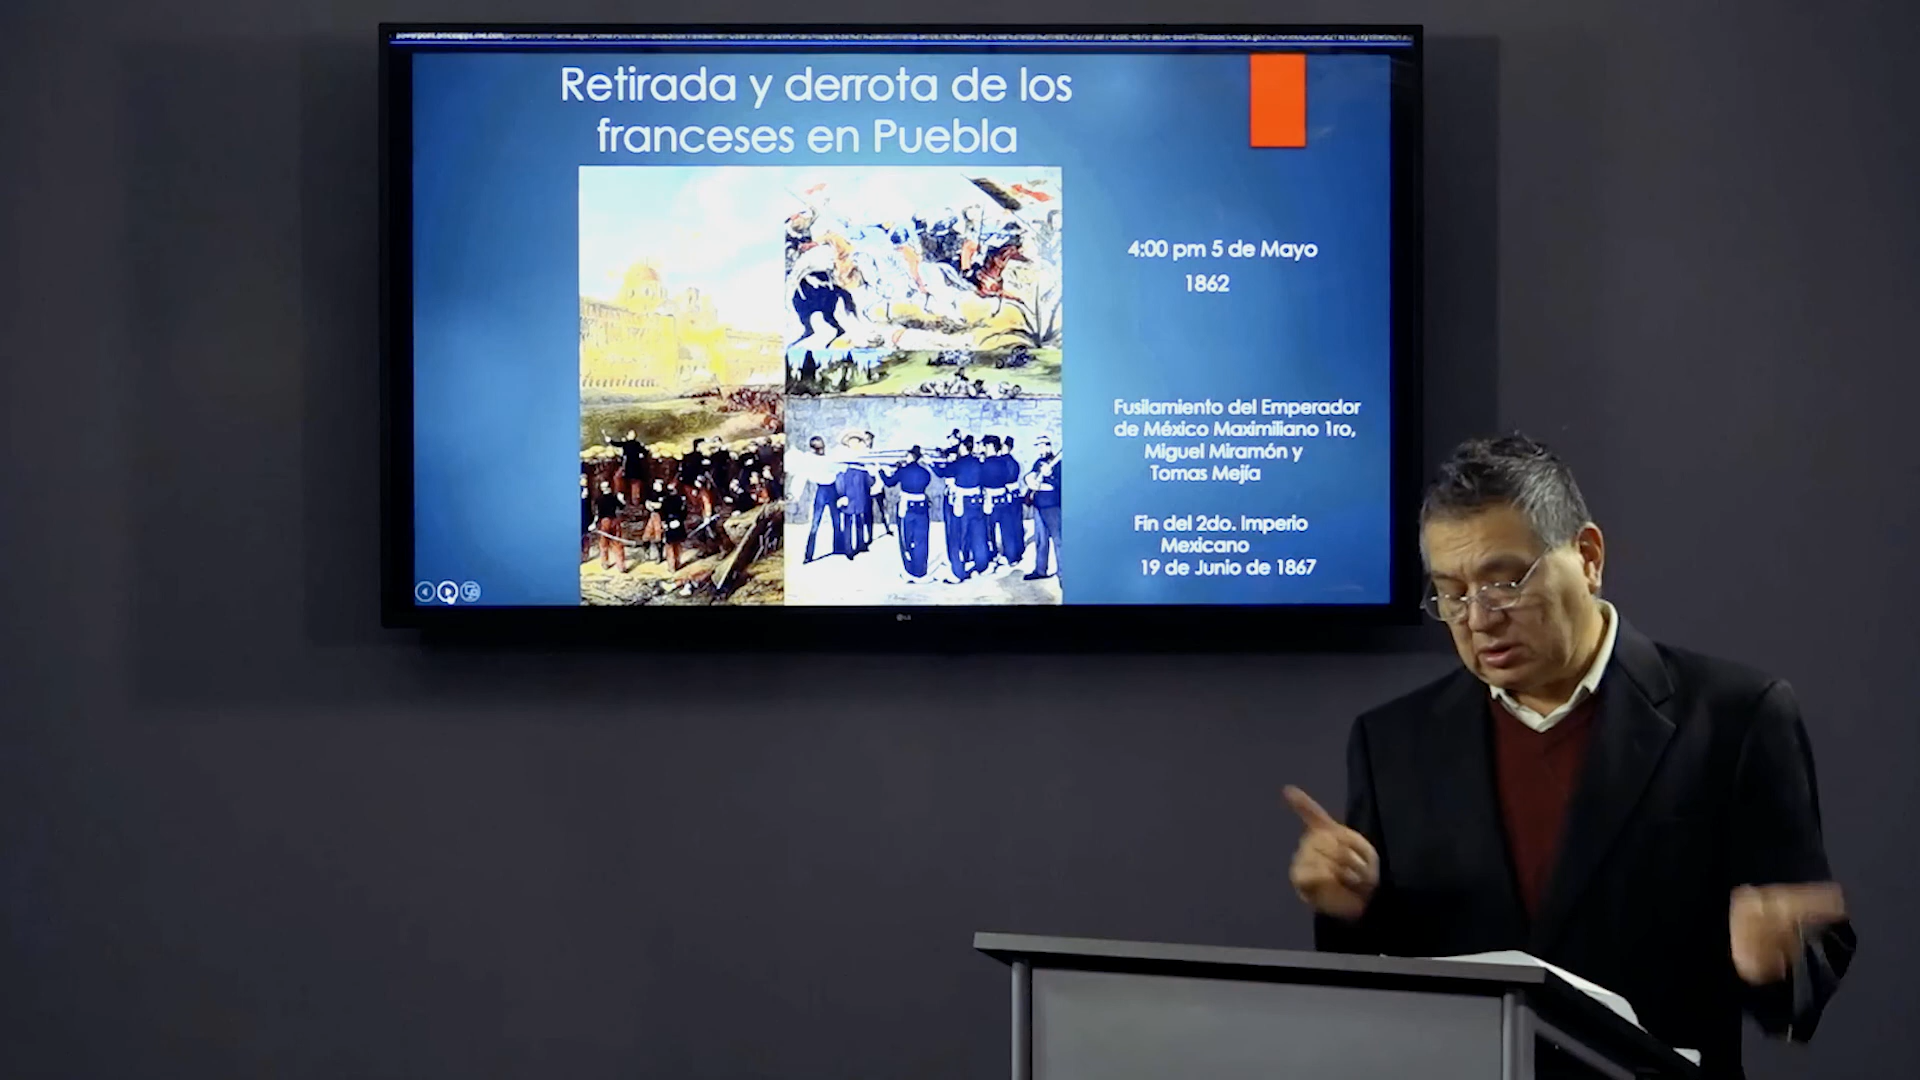 Retirada y derrota de los
franceses en Puebla
4:00 pm 5 de Mayo
1862
Fusilamiento del Emperador
de México Maximiliano 1ro,
Miguel Miramón y
Tomas Mejía
Fin del 2do. Imperio
Mexicano
19 de Junio de 1867
LG